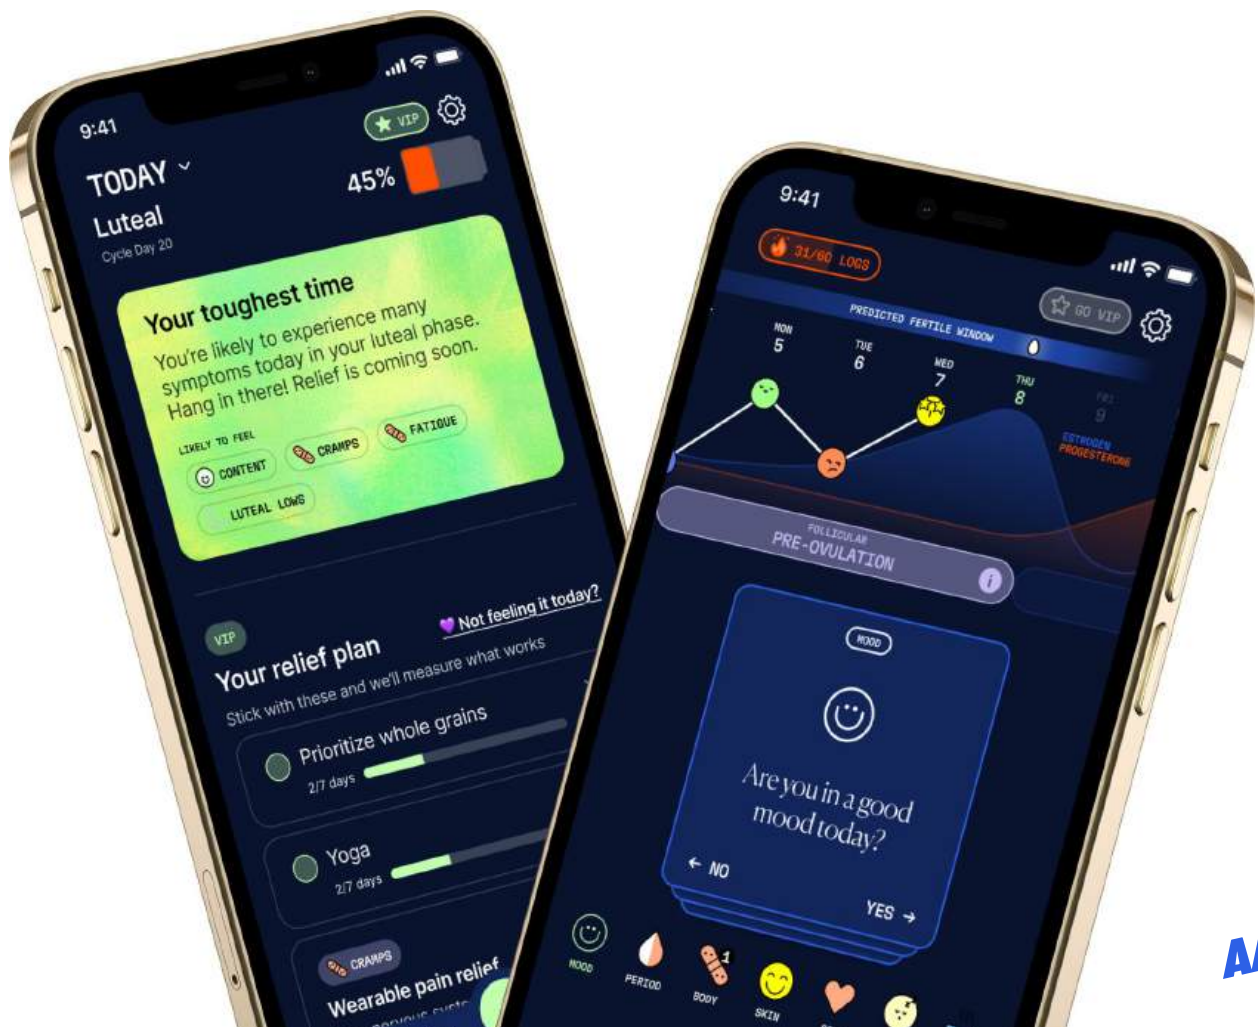 9:41
VIP
TODAY
45%
Luteal
Cycle Day 20
Your toughest time
You're likely to experience many
symptoms today in your luteal phase.
Hang in there! Relief is coming soon.
LIKELY TO FEEL
CONTENT
CRAMPS
FATIGUE
LUTEAL LOWS
VIP
Not feeling it today?
Your relief plan
Stick with these and we'll measure what works
Prioritize whole grains
2/7 days
Yoga
2/7 days
CRAMPS
Wearable pain relief
nervous
9:41
31/60 LOGS
GO VIP
PREDICTED FERTILE WINDOW
MON TUE WED THU FRI
5 6 7 8 9
ESTROGEN
PROGESTERONE
FOLLICULAR
PRE-OVULATION
MOOD
Are you in a good
mood today?
← NO
YES →
1
MOOD PERIOD BODY SKIN